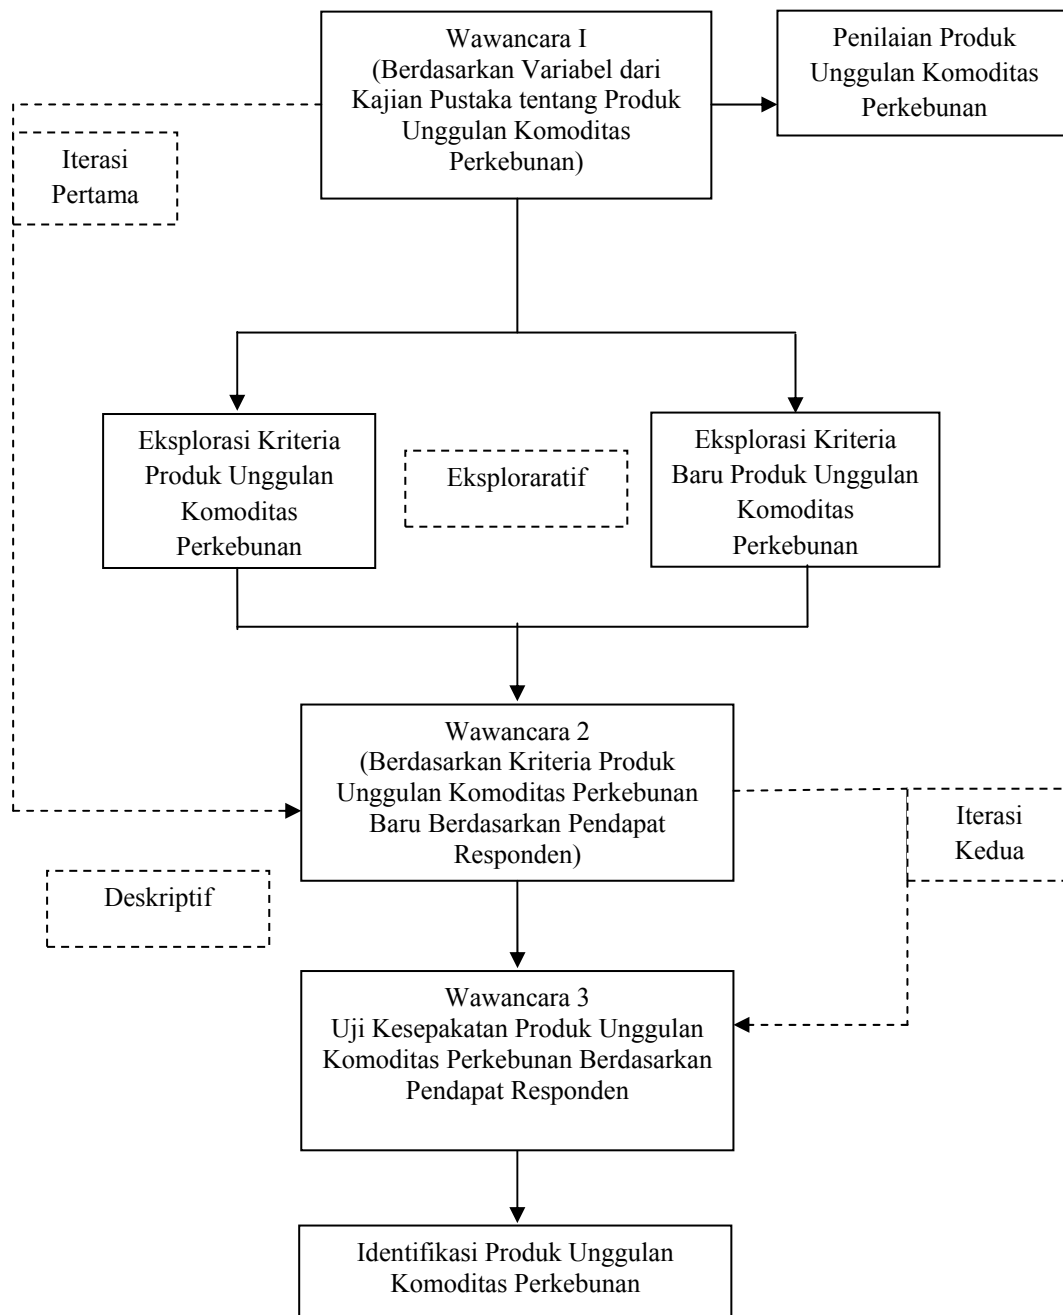 Wawancara I
(Berdasarkan Variabel dari
Kajian Pustaka tentang Produk
Unggulan Komoditas
Perkebunan)
Penilaian Produk
Unggulan Komoditas
Perkebunan
Iterasi
Pertama
Eksplorasi Kriteria
Produk Unggulan
Komoditas
Perkebunan
Eksploraratif
Eksplorasi Kriteria
Baru Produk Unggulan
Komoditas
Perkebunan
Wawancara 2
(Berdasarkan Kriteria Produk
Unggulan Komoditas Perkebunan
Baru Berdasarkan Pendapat
Responden)
Iterasi
Kedua
Deskriptif
Wawancara 3
Uji Kesepakatan Produk Unggulan
Komoditas Perkebunan Berdasarkan
Pendapat Responden
Identifikasi Produk Unggulan
Komoditas Perkebunan